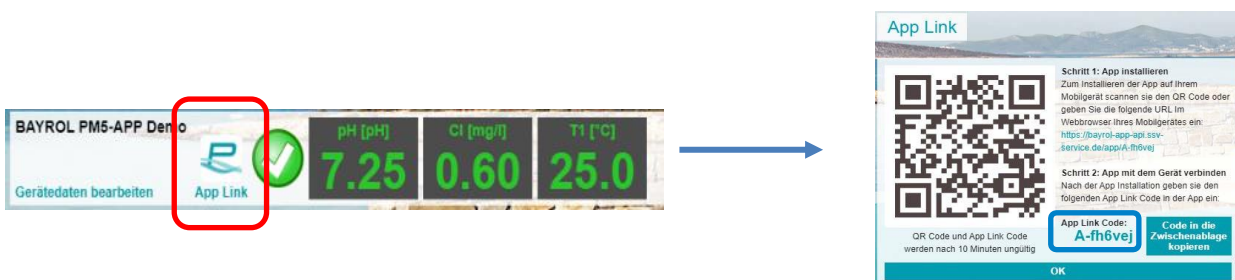 BAYROL PM5-APP Demo
Gerätedaten bearbeiten
App Link
pH [pH]
7.25
Cl [mg/l]
0.60
T1 [°C]
25.0
App Link
Schritt 1: App installieren
Zum Installieren der App auf Ihrem
Mobilgerät scannen sie den QR Code oder
geben Sie die folgende URL im
Webbrowser Ihres Mobilgerätes ein:
https://bayrol-app-api.ssv-
service.de/app/A-fh6vej
Schritt 2: App mit dem Gerät verbinden
Nach der App Installation geben sie den
folgenden App Link Code in der App ein:
QR Code und App Link Code
werden nach 10 Minuten ungültig
App Link Code:
A-fh6vej
Code in die
Zwischenablage
kopieren
OK